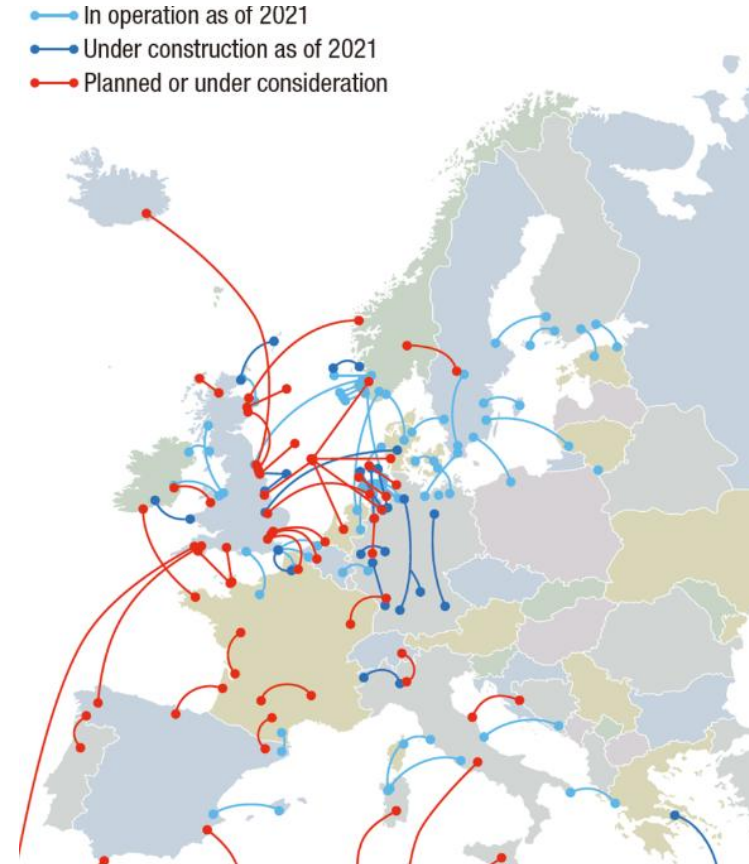 In operation as of 2021
Under construction as of 2021
Planned or under consideration